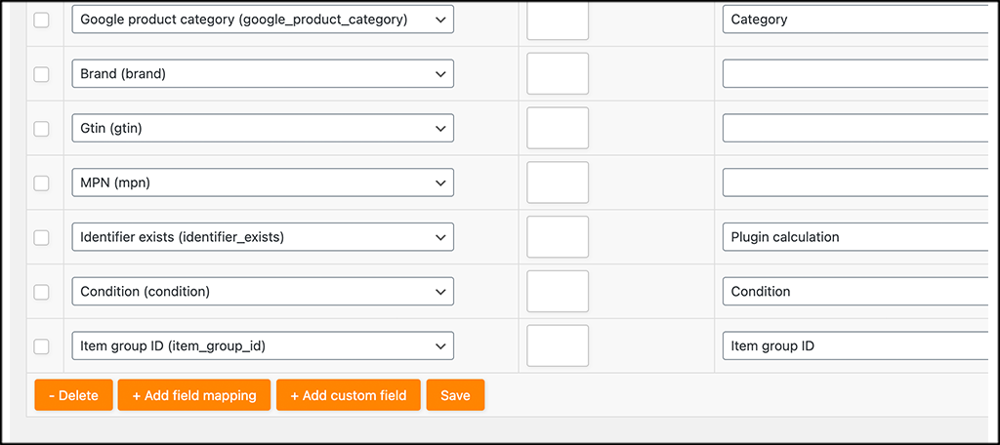 Google product category (google_product_category) Category
Brand (brand)
Gtin (gtin)
MPN (mpn)
Identifier exists (identifier_exists) Plugin calculation
Condition (condition) Condition
Item group ID (item_group_id) Item group ID
- Delete + Add field mapping + Add custom field Save